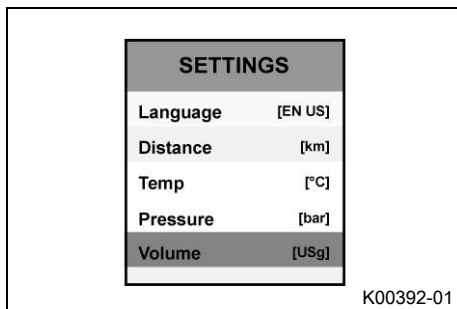 SETTINGS
Language [EN US]
Distance [km]
Temp [°C]
Pressure [bar]
Volume [USg]
K00392-01